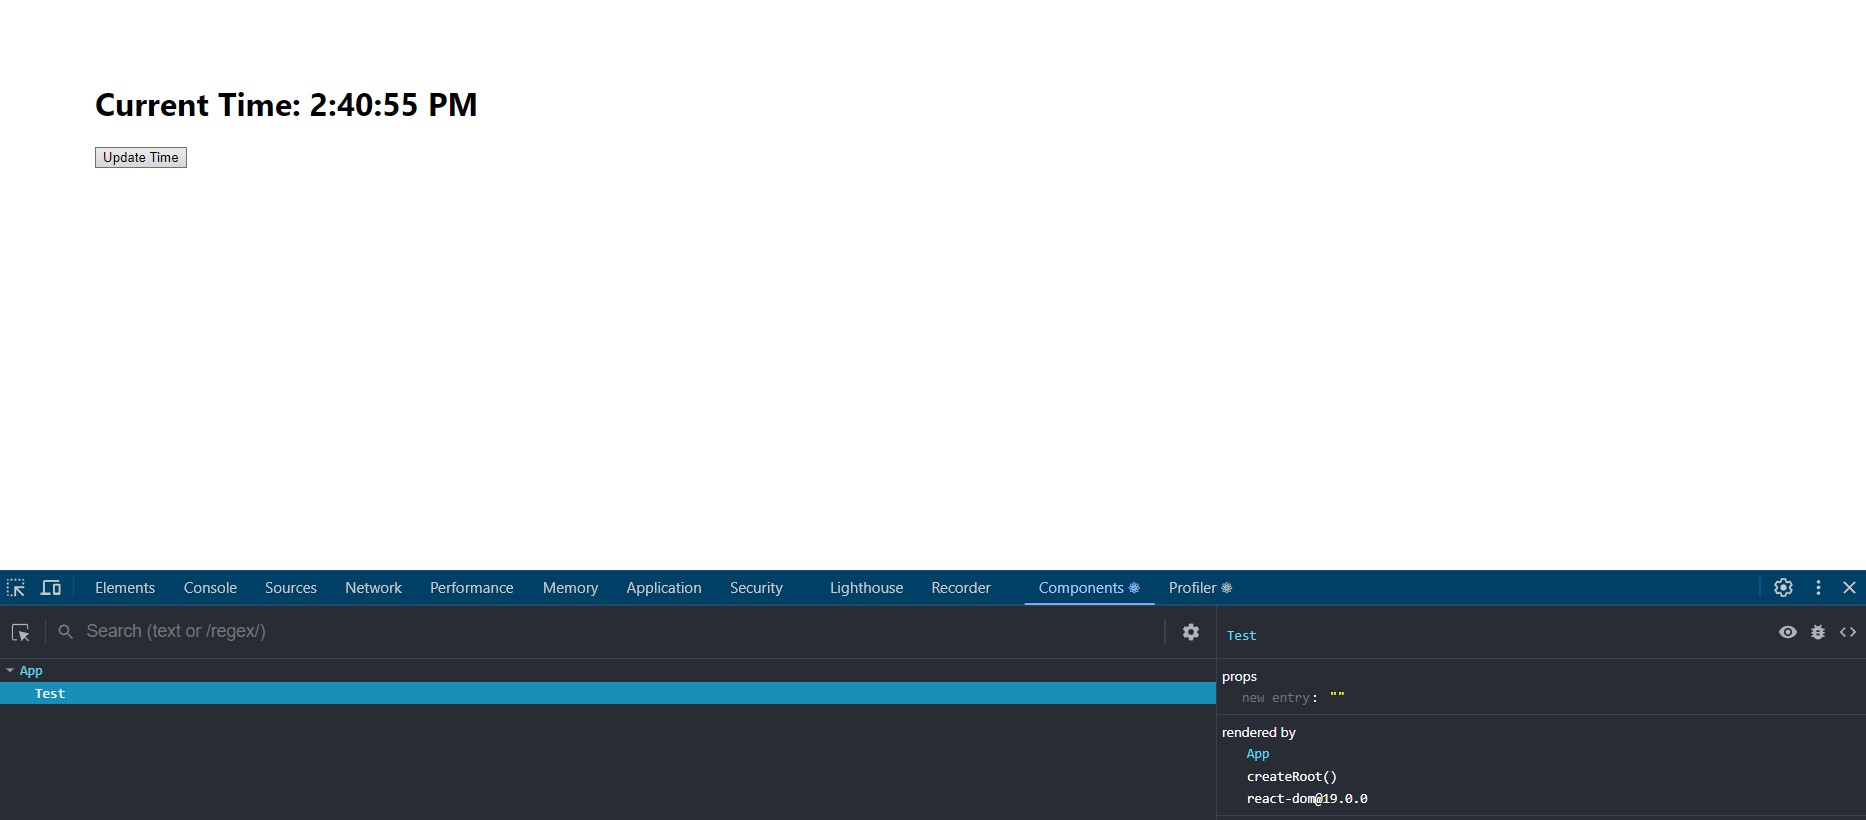 Current Time: 2:40:55 PM
Update Time
Elements Console Sources Network Performance Memory Application Security Lighthouse Recorder Components Profiler
Search (text or /regex/)
App
Test
Test
props
new entry: ""
rendered by
App
createRoot()
react-dom@19.0.0